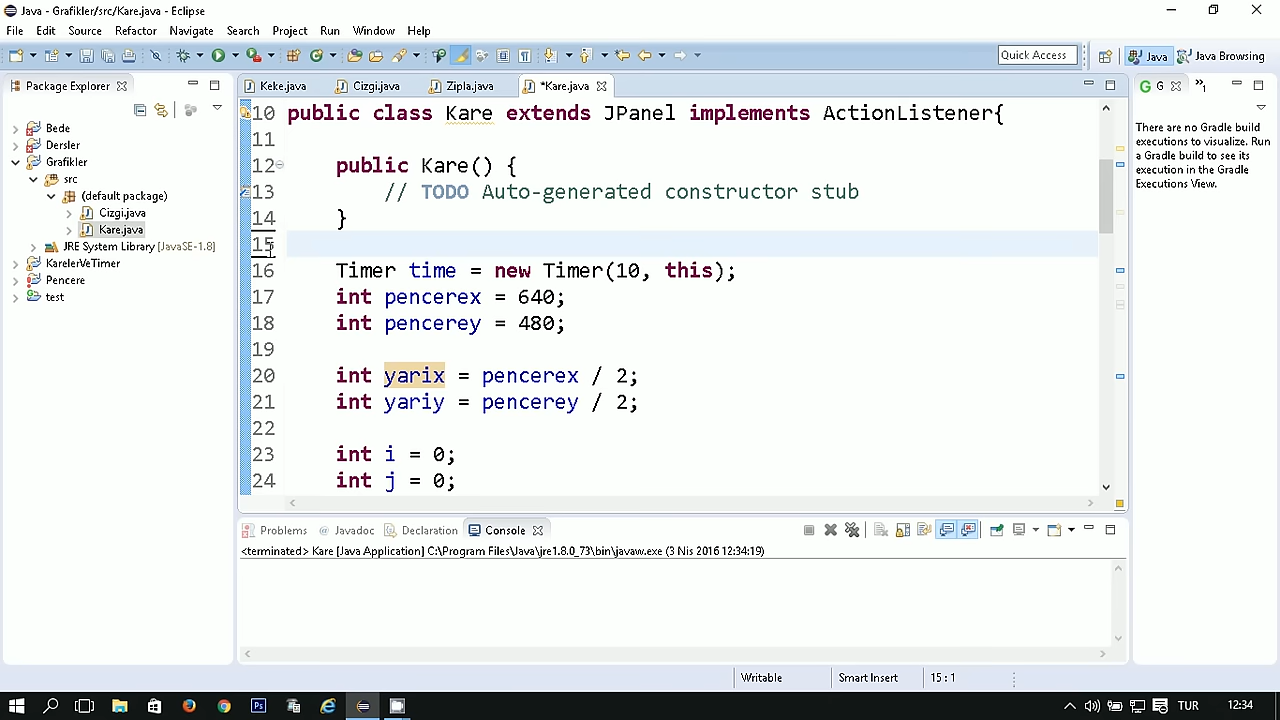 Java - Grafikler/src/Kare.java - Eclipse
File Edit Source Refactor Navigate Search Project Run Window Help
Quick Access
Java
Java Browsing
Package Explorer
Bede
Dersler
Grafikler
src
(default package)
Cizgi.java
Kare.java
JRE System Library [JavaSE-1.8]
KarelerVeTimer
Pencere
test
Keke.java
Cizgi.java
Zipla.java
*Kare.java
10 public class Kare extends JPanel implements ActionListener{
11
12 public Kare() {
13 // TODO Auto-generated constructor stub
14 }
15
16 Timer time = new Timer(10, this);
17 int pencerex = 640;
18 int pencerey = 480;
19
20 int yarix = pencerex / 2;
21 int yariy = pencerey / 2;
22
23 int i = 0;
24 int j = 0;
G
1
There are no Gradle build
executions to visualize. Run
a Gradle build to see its
execution in the Gradle
Executions View.
Problems
Javadoc
Declaration
Console
<terminated> Kare [Java Application] C:\Program Files\Java\jre1.8.0_73\bin\javaw.exe (3 Nis 2016 12:34:19)
Writable
Smart Insert
15 : 1
TUR
12:34